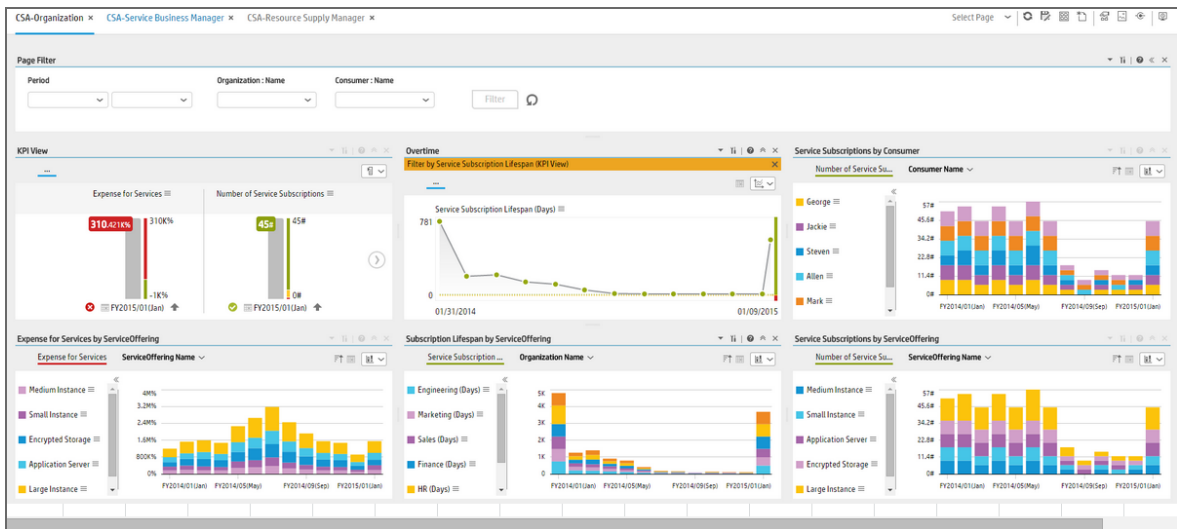 CSA-Organization × CSA-Service Business Manager × CSA-Resource Supply Manager × Select Page
Page Filter
Period Organization : Name Consumer : Name
Filter
KPI View
...
Expense for Services Number of Service Subscriptions
310.421K% 310K% 45# 45#
-1K% 0#
FY2015/01(Jan) FY2015/01(Jan)
Overtime
Filter by Service Subscription Lifespan (KPI View)
...
Service Subscription Lifespan (Days)
781
0
01/31/2014 01/09/2015
Service Subscriptions by Consumer
Number of Service Su... Consumer Name
George
Jackie
Steven
Allen
Mark
57#
45.6#
34.2#
22.8#
11.4#
0#
FY2014/01(Jan) FY2014/05(May) FY2014/09(Sep) FY2015/01(Jan)
Expense for Services by ServiceOffering
Expense for Services ServiceOffering Name
Medium Instance
Small Instance
Encrypted Storage
Application Server
Large Instance
4M%
3.2M%
2.4M%
1.6M%
800K%
0%
FY2014/01(Jan) FY2014/05(May) FY2014/09(Sep) FY2015/01(Jan)
Subscription Lifespan by ServiceOffering
Service Subscription ... Organization Name
Engineering (Days)
Marketing (Days)
Sales (Days)
Finance (Days)
HR (Days)
5K
4K
3K
2K
1K
0
FY2014/01(Jan) FY2014/05(May) FY2014/09(Sep) FY2015/01(Jan)
Service Subscriptions by ServiceOffering
Number of Service Su... ServiceOffering Name
Medium Instance
Small Instance
Application Server
Encrypted Storage
Large Instance
57#
45.6#
34.2#
22.8#
11.4#
0#
FY2014/01(Jan) FY2014/05(May) FY2014/09(Sep) FY2015/01(Jan)